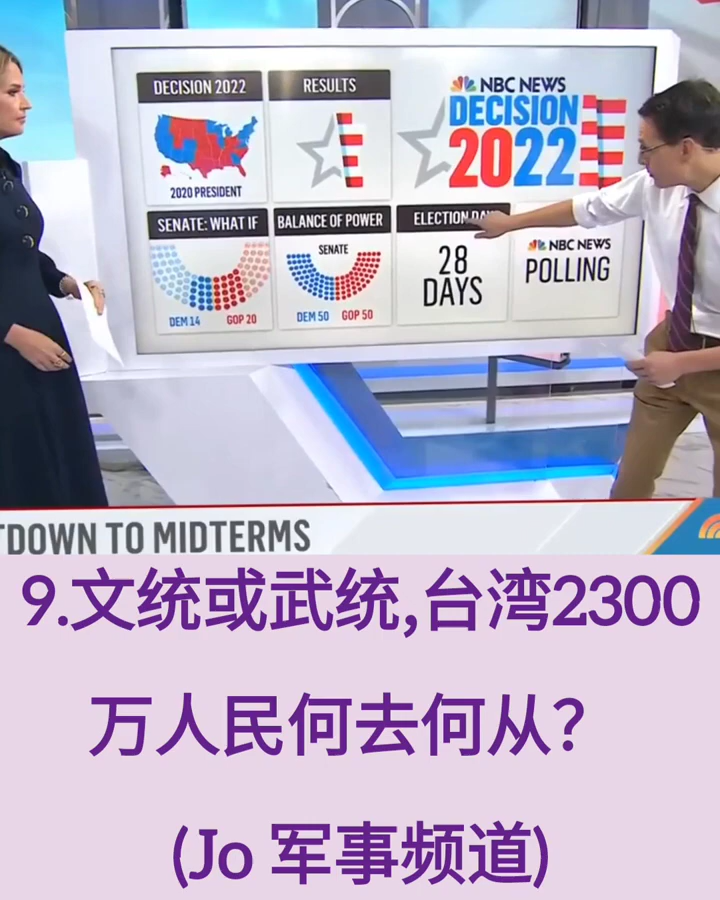 DECISION 2022
RESULTS
NBC NEWS
DECISION
2022
2020 PRESIDENT
SENATE: WHAT IF
BALANCE OF POWER
ELECTION DAY
SENATE
28
DAYS
NBC NEWS
POLLING
DEM 14 GOP 20
DEM 50 GOP 50
TDOWN TO MIDTERMS
9.文统或武统,台湾2300
万人民何去何从?
(Jo 军事频道)